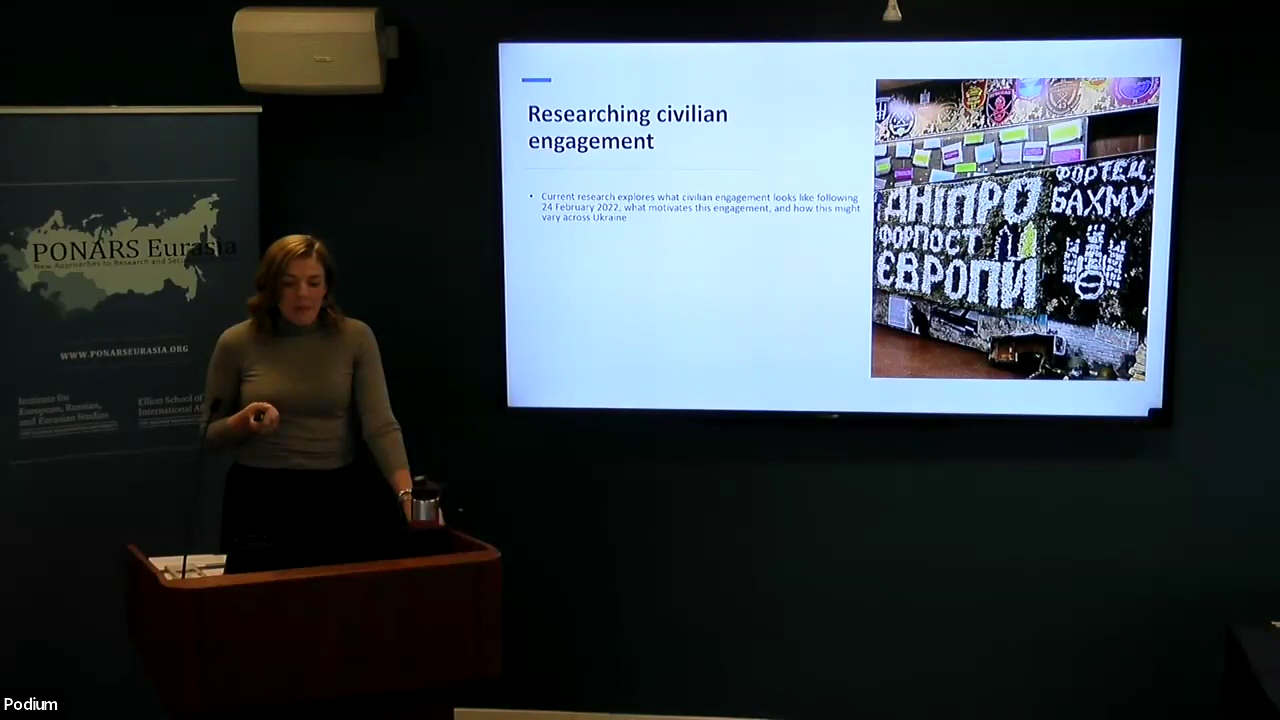 PONARS Eurasia
New Approaches to Research and Secu
WWW.PONARSEURASIA.ORG
Institute for
European, Russian,
and Eurasian Studies
Elliott School of
International Affa
Researching civilian
engagement
• Current research explores what civilian engagement looks like following
24 February 2022, what motivates this engagement, and how this might
vary across Ukraine
ДНІПРО
ФОРПОСТ
ЄВРОПИ
ФОРТЕЦ
БАХМУ
Podium